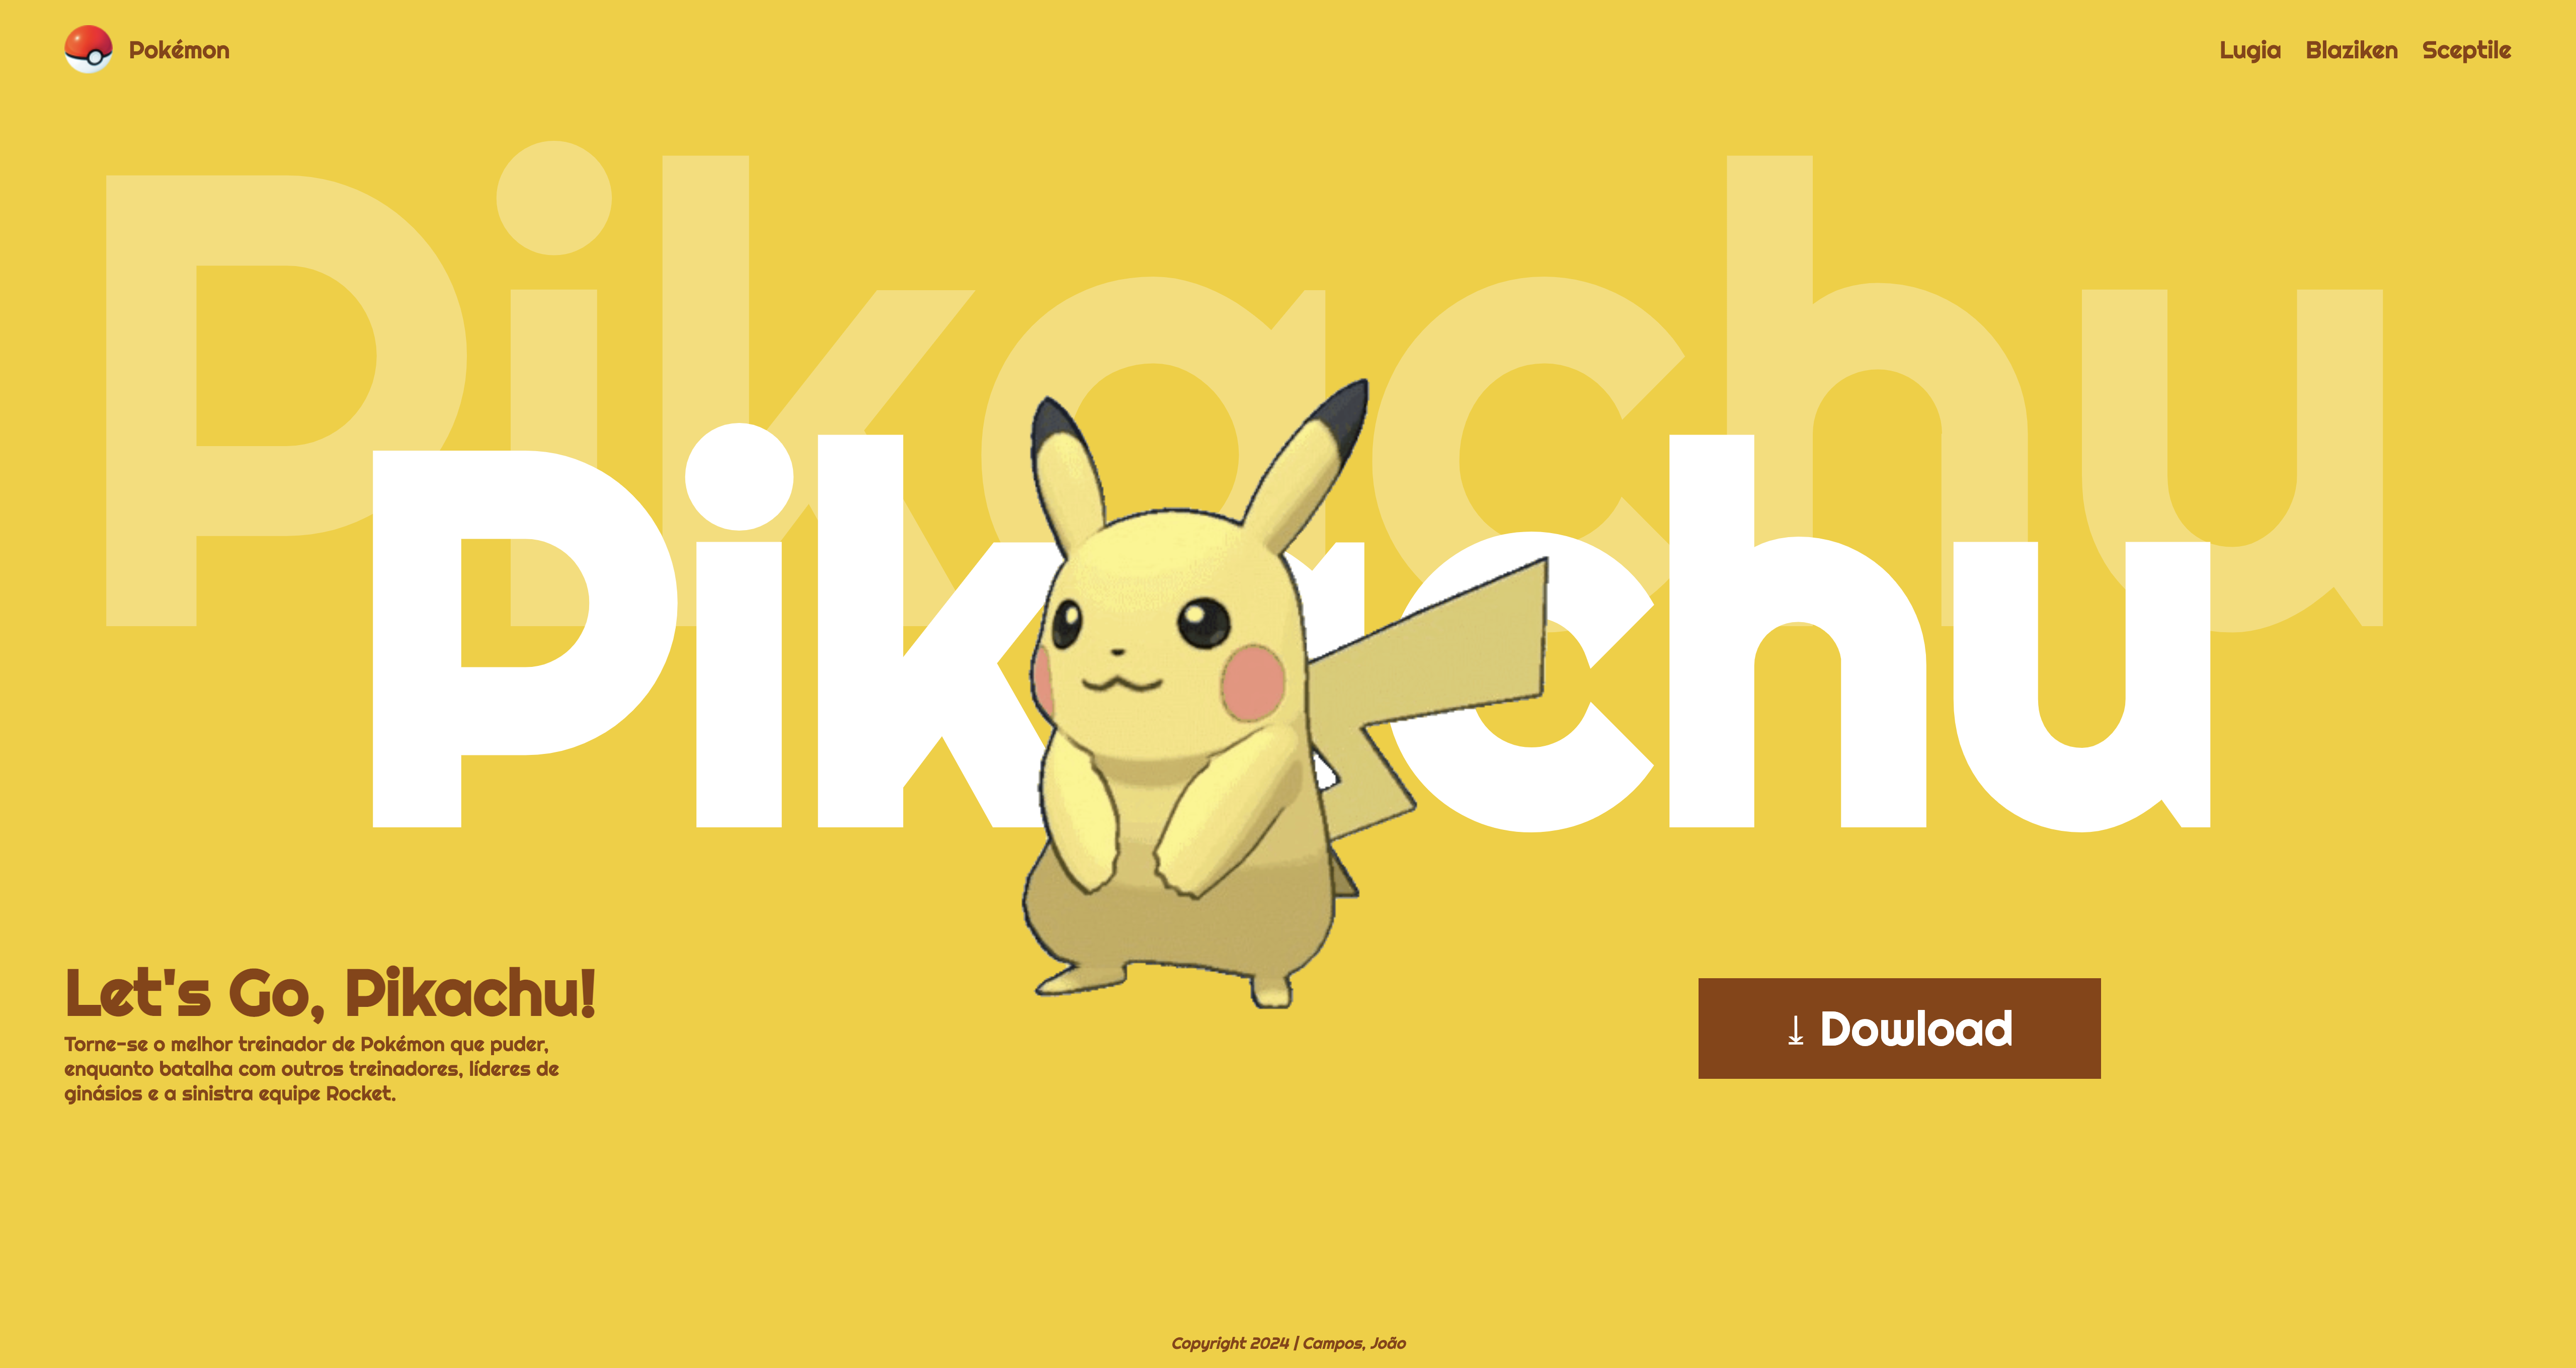 Pokémon
Lugia Blaziken Sceptile
Pikachu
Pikachu
Let's Go, Pikachu!
Torne-se o melhor treinador de Pokémon que puder,
enquanto batalha com outros treinadores, líderes de
ginásios e a sinistra equipe Rocket.
Dowload
Copyright 2024 | Campos, João